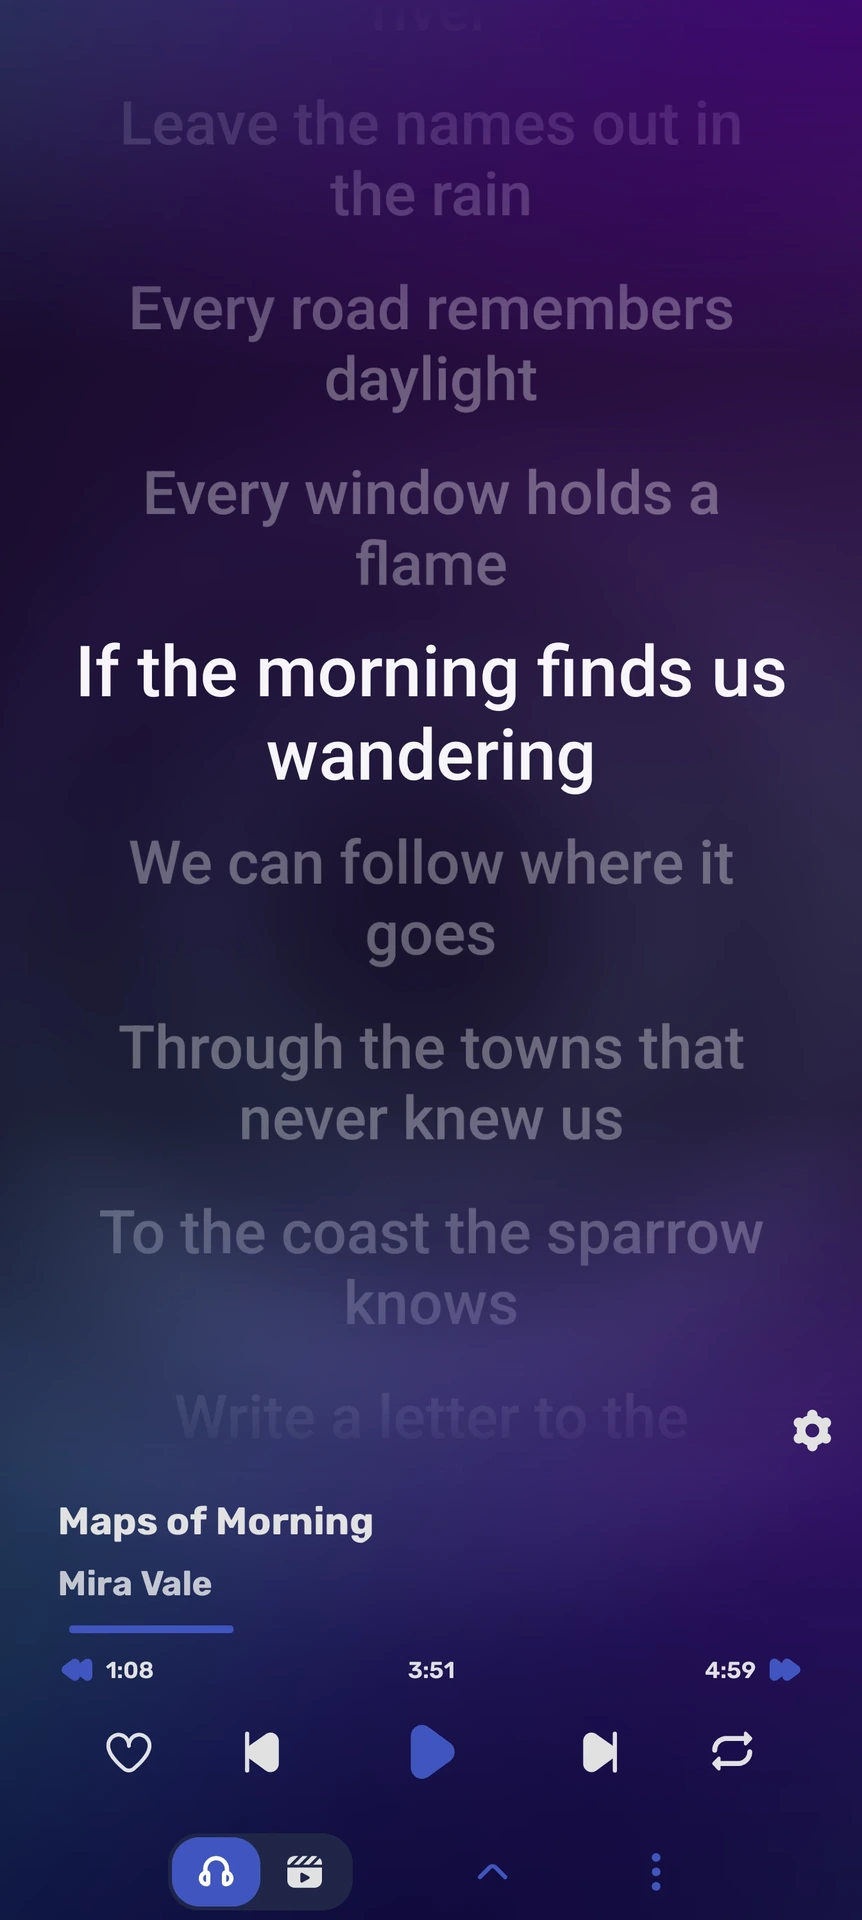 river
Leave the names out in
the rain
Every road remembers
daylight
Every window holds a
flame
If the morning finds us
wandering
We can follow where it
goes
Through the towns that
never knew us
To the coast the sparrow
knows
Write a letter to the
Maps of Morning
Mira Vale
1:08 3:51 4:59